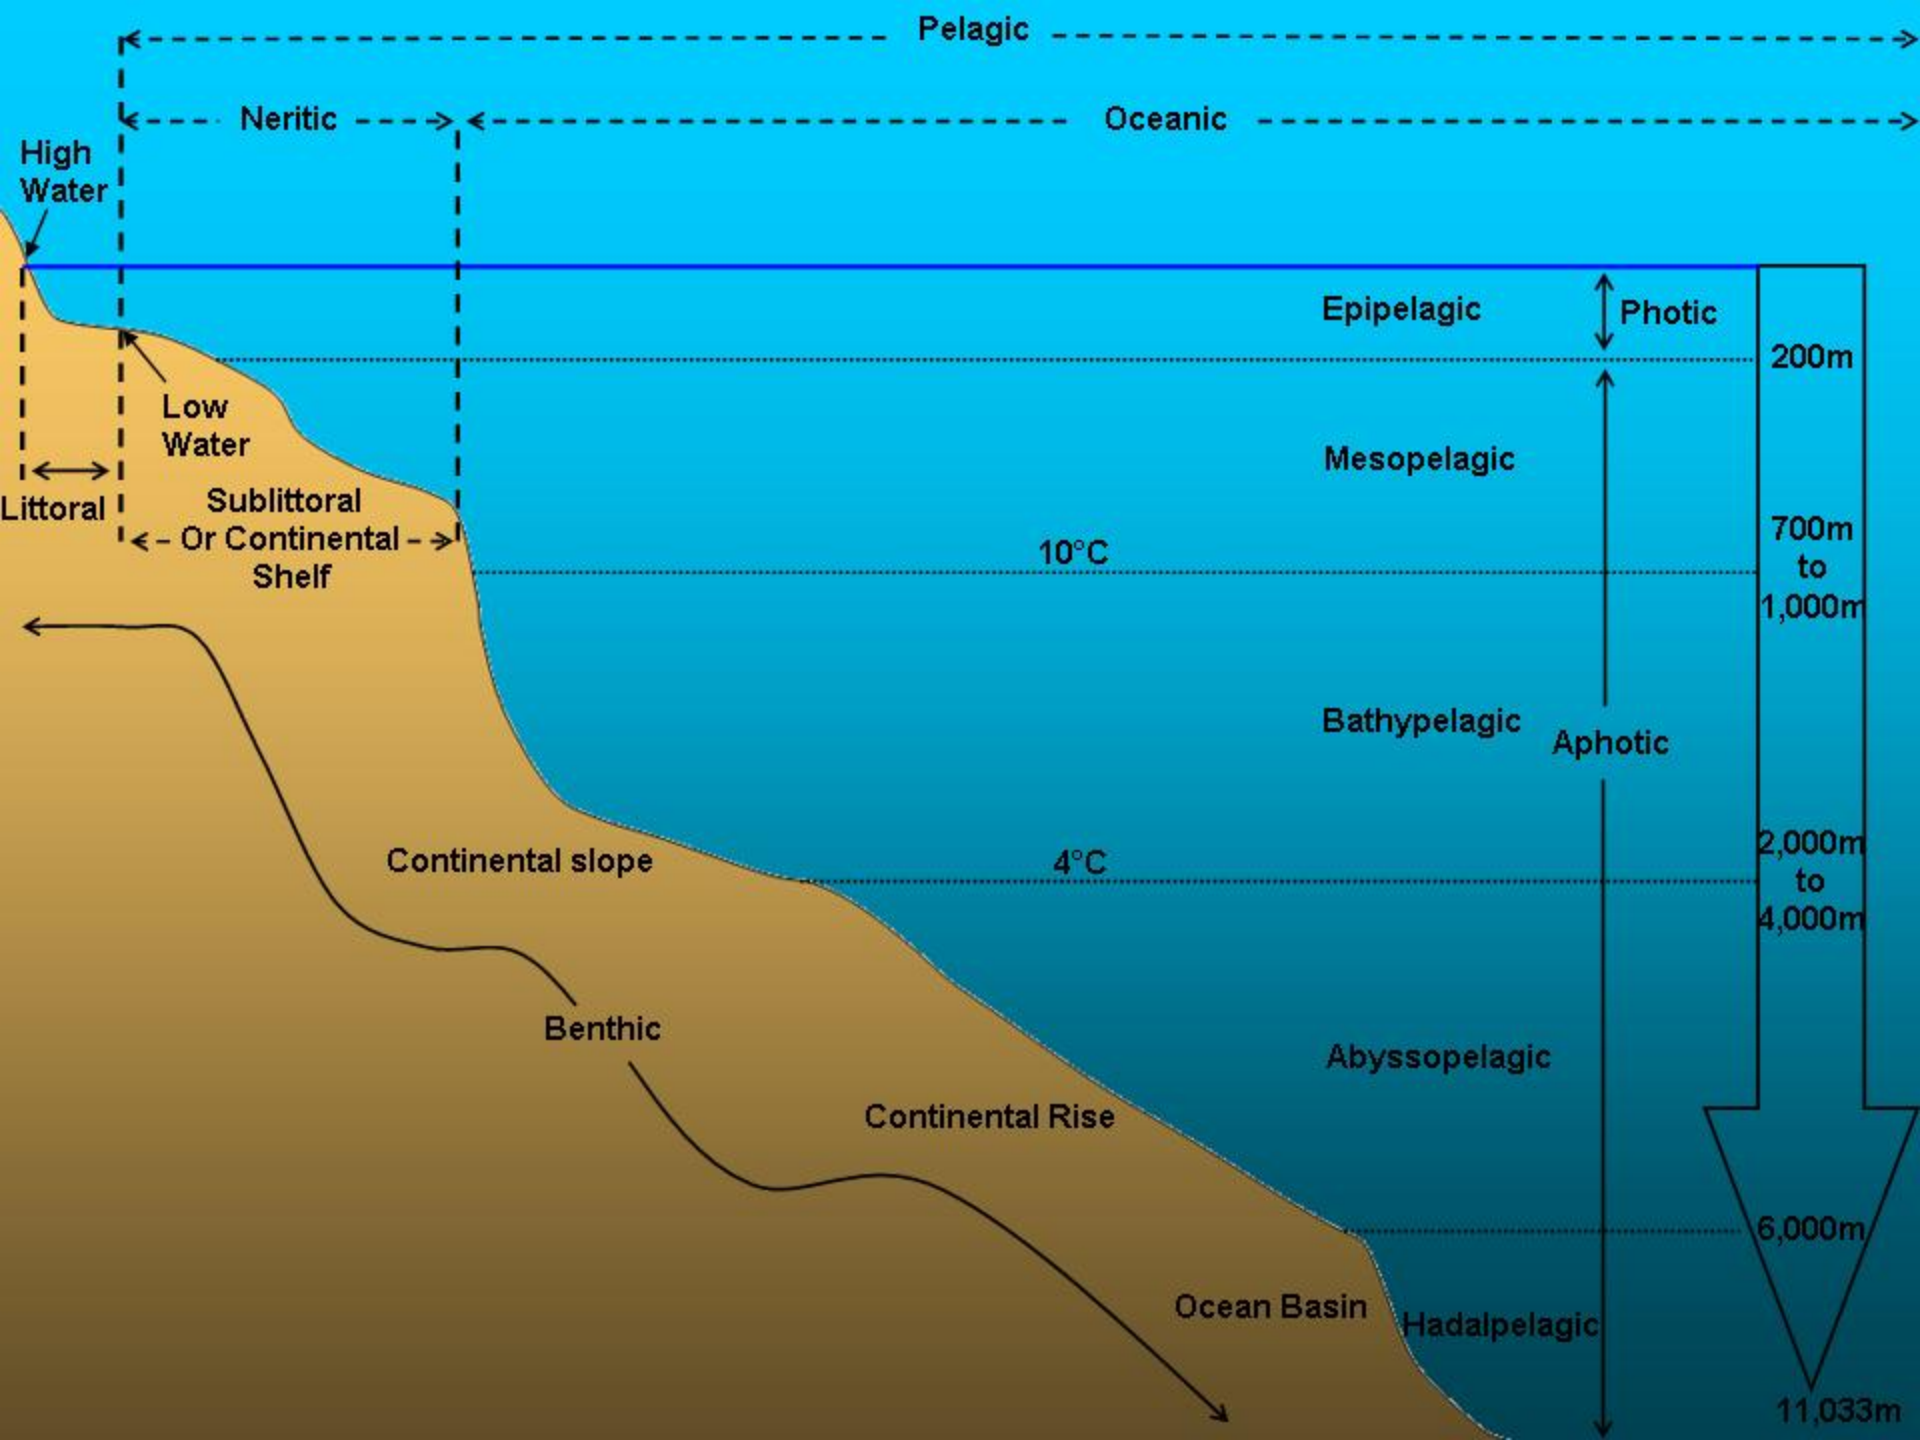 Pelagic
Neritic
Oceanic
High
Water
Epipelagic
Photic
200m
Low
Water
Mesopelagic
Littoral
Sublittoral
Or Continental
Shelf
10°C
700m
to
1,000m
Bathypelagic
Aphotic
Continental slope
4°C
2,000m
to
4,000m
Benthic
Abyssopelagic
Continental Rise
6,000m
Ocean Basin
Hadalpelagic
11,033m